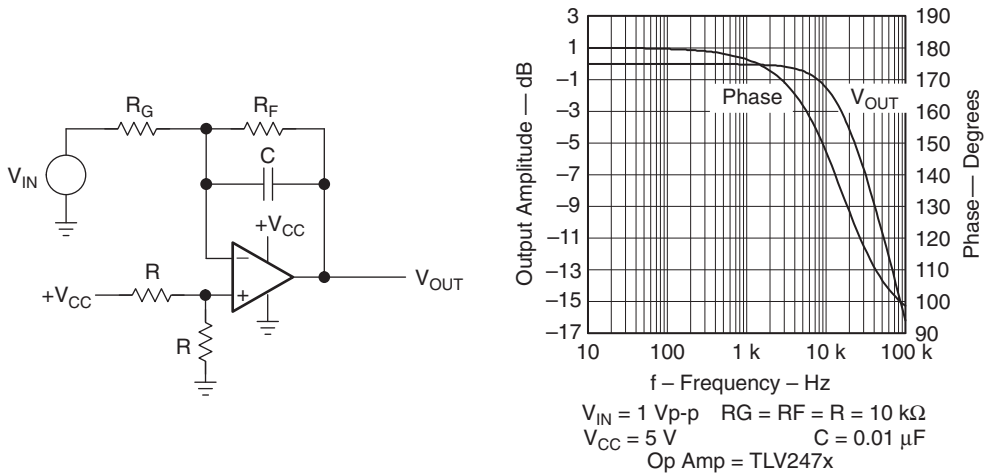 R_G
R_F
C
V_IN
+V_CC
−
+
R
+V_CC
R
V_OUT
Output Amplitude — dB
3
1
−1
−3
−5
−7
−9
−11
−13
−15
−17
Phase
V_OUT
190
180
170
160
150
140
130
120
110
100
90
Phase— Degrees
10 100 1 k 10 k 100 k
f – Frequency – Hz
V_IN = 1 Vp-p RG = RF = R = 10 kΩ
V_CC = 5 V C = 0.01 μF
Op Amp = TLV247x